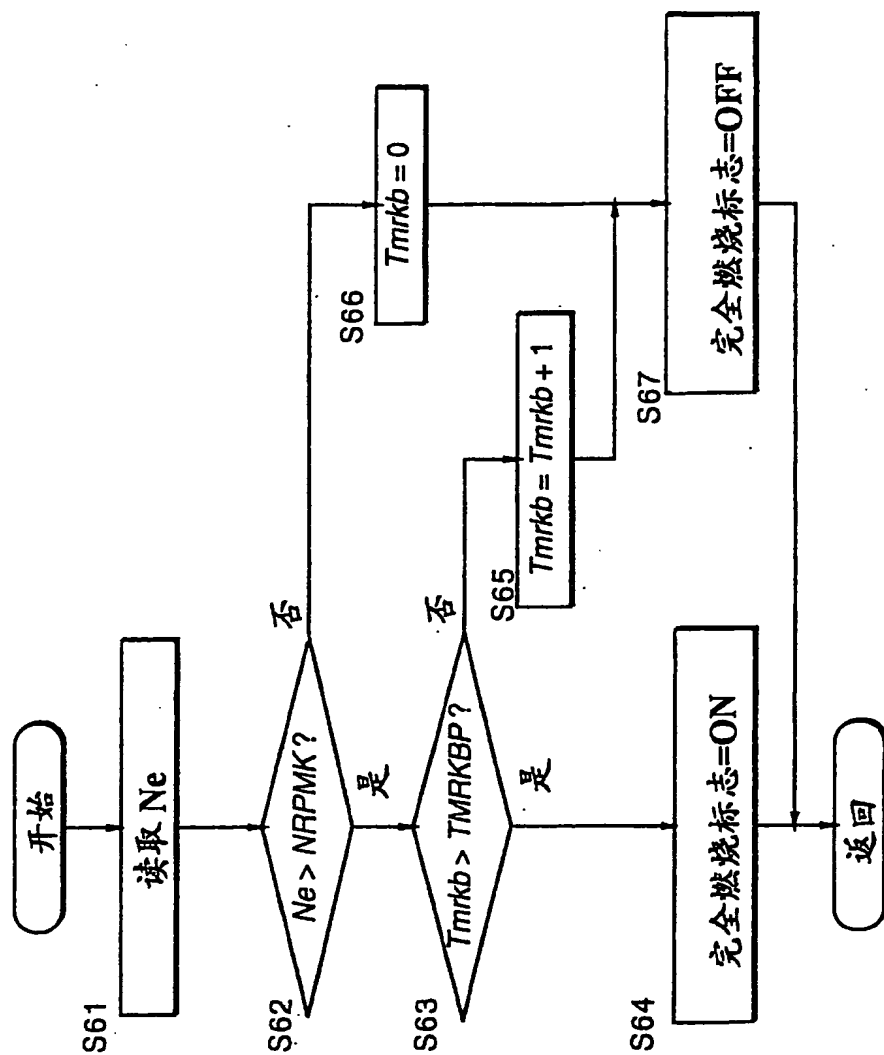 开始
S61
读取 Ne
S62
Ne > NRPMK?
否
是
S66
Tmrkb = 0
S63
Tmrkb > TMRKBP?
否
是
S65
Tmrkb = Tmrkb + 1
S64
完全燃烧标志=ON
S67
完全燃烧标志=OFF
返回